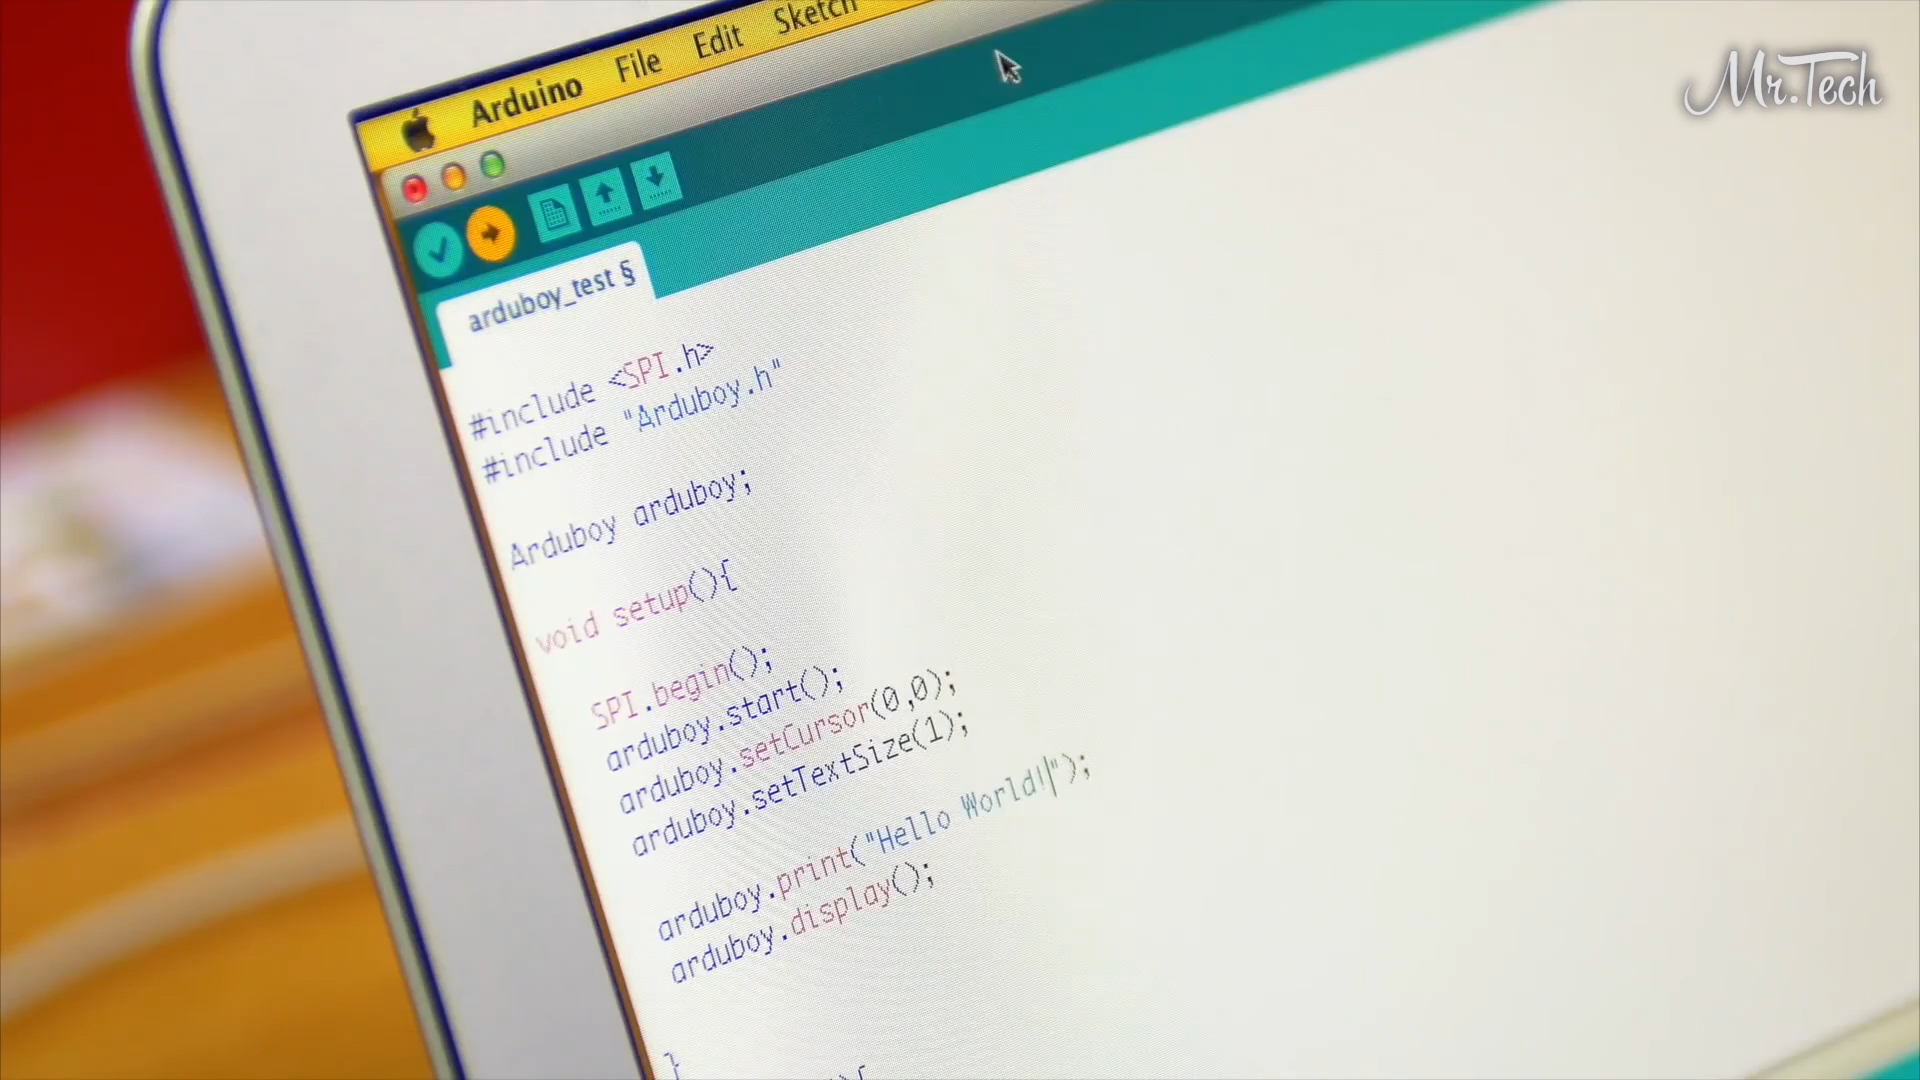 Arduino File Edit Sketch
Mr.Tech
arduboy_test §
#include <SPI.h>
#include "Arduboy.h"
Arduboy arduboy;
void setup(){
SPI.begin();
arduboy.start();
arduboy.setCursor(0,0);
arduboy.setTextSize(1);
arduboy.print("Hello World!");
arduboy.display();
}